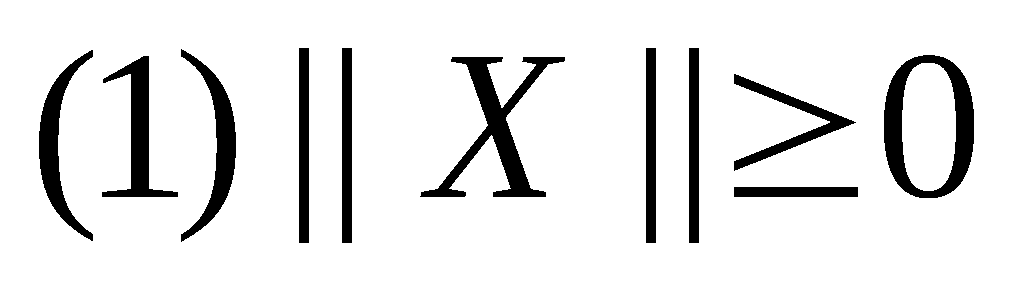 (1) ‖ X ‖≥0